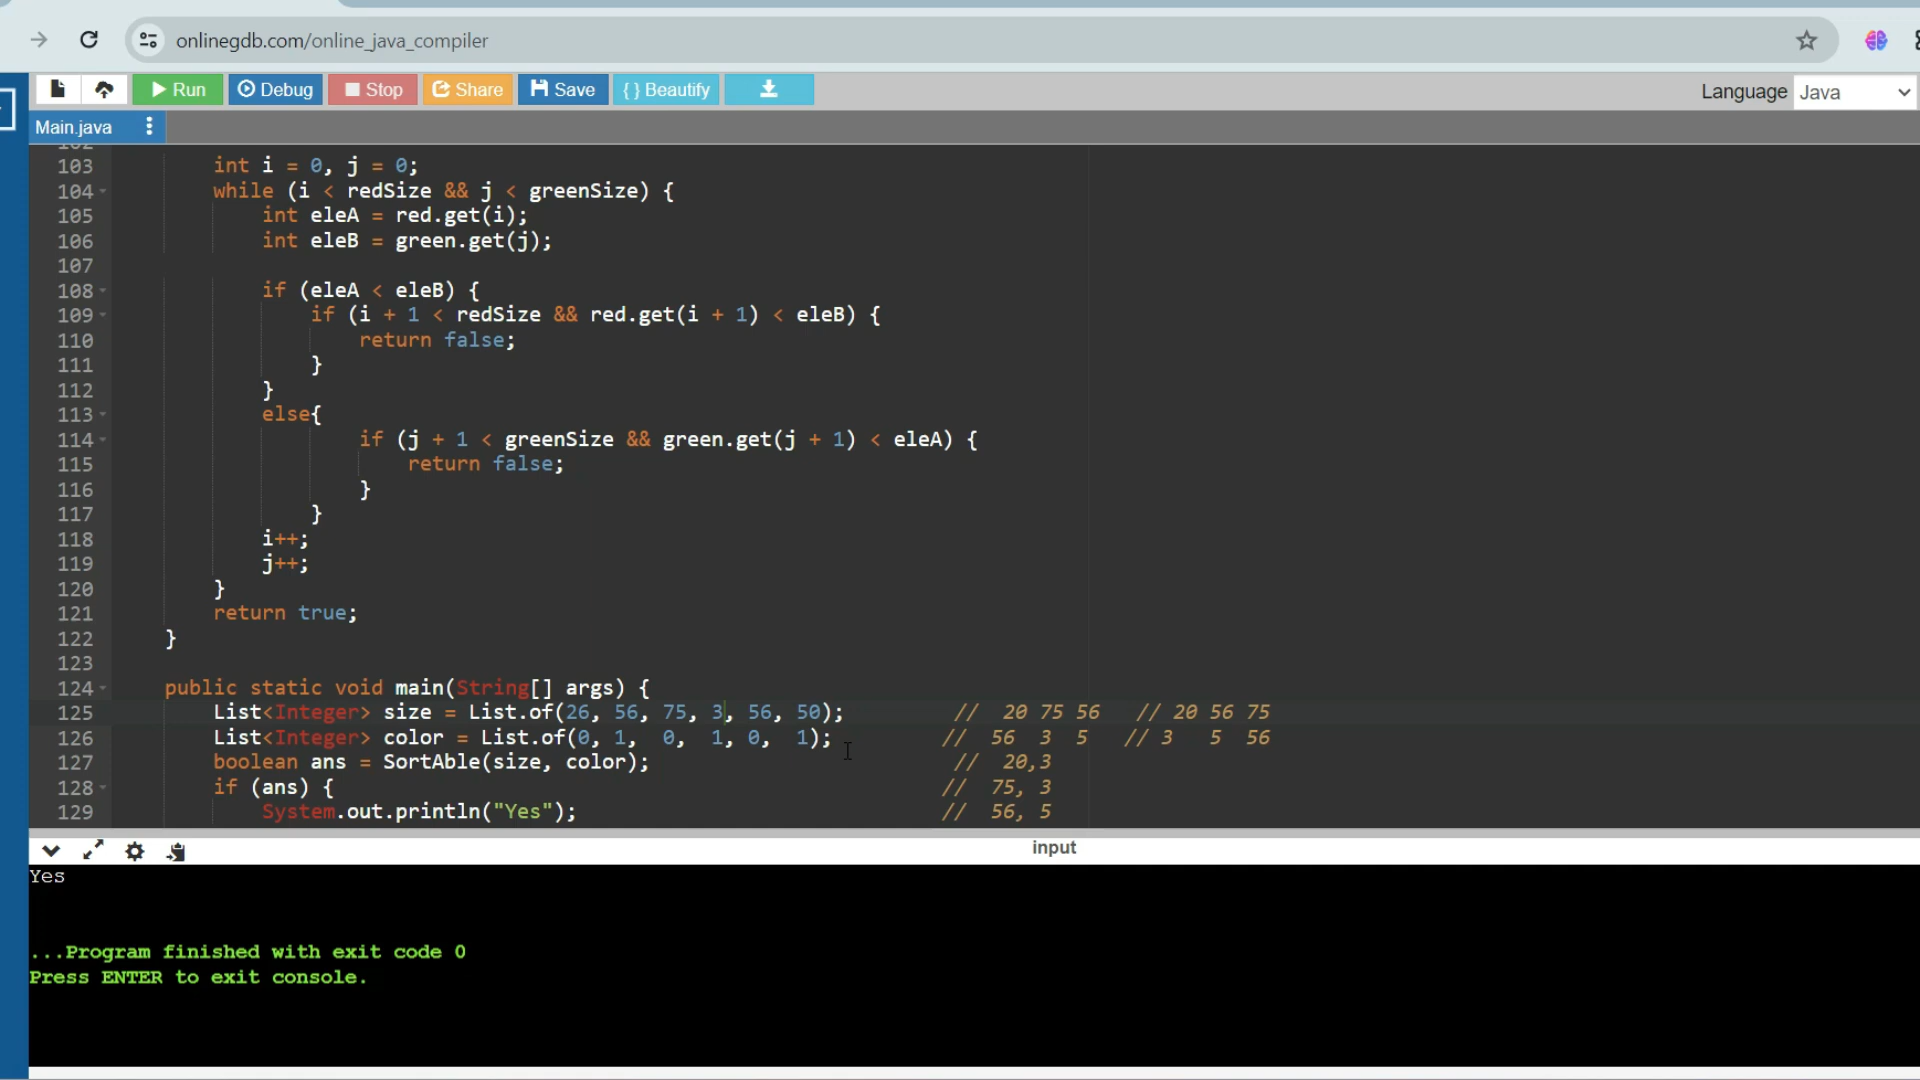 onlinegdb.com/online_java_compiler
Run Debug Stop Share Save { } Beautify Language Java
Main.java
103 int i = 0, j = 0;
104 while (i < redSize && j < greenSize) {
105 int eleA = red.get(i);
106 int eleB = green.get(j);
107
108 if (eleA < eleB) {
109 if (i + 1 < redSize && red.get(i + 1) < eleB) {
110 return false;
111 }
112 }
113 else{
114 if (j + 1 < greenSize && green.get(j + 1) < eleA) {
115 return false;
116 }
117 }
118 i++;
119 j++;
120 }
121 return true;
122 }
123
124 public static void main(String[] args) {
125 List<Integer> size = List.of(26, 56, 75, 3, 56, 50); // 20 75 56 // 20 56 75
126 List<Integer> color = List.of(0, 1, 0, 1, 0, 1); // 56 3 5 // 3 5 56
127 boolean ans = SortAble(size, color); // 20,3
128 if (ans) { // 75, 3
129 System.out.println("Yes"); // 56, 5
input
Yes
...Program finished with exit code 0
Press ENTER to exit console.